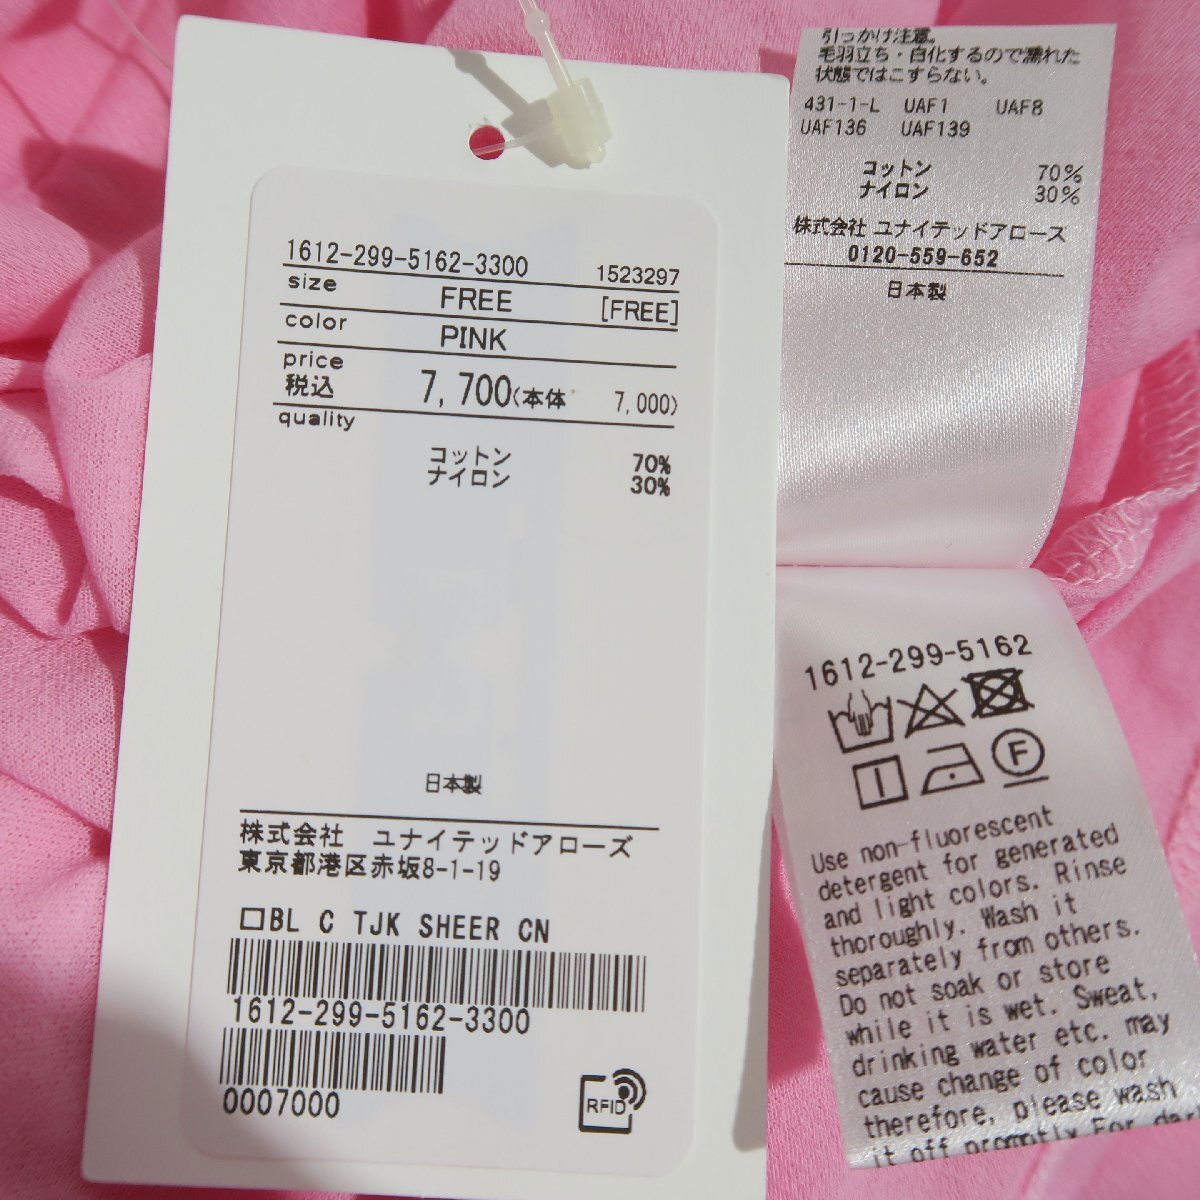 1612-299-5162-3300 1523297
size FREE [FREE]
color PINK
price
税込 7,700〈本体 7,000〉
quality
コットン 70%
ナイロン 30%
日本製
株式会社 ユナイテッドアローズ
東京都港区赤坂8-1-19
□BL C TJK SHEER CN
1612-299-5162-3300
0007000
RFID
引っかけ注意。
毛羽立ち・白化するので濡れた
状態ではこすらない。
431-1-L UAF1 UAF8
UAF136 UAF139
コットン 70%
ナイロン 30%
株式会社 ユナイテッドアローズ
0120-559-652
日本製
1612-299-5162
F
Use non-fluorescent
detergent for generated
and light colors. Rinse
thoroughly. Wash it
separately from others.
Do not soak or store
while it is wet. Sweat,
drinking water etc. may
cause change of color
therefore, please wash
it off promptly For